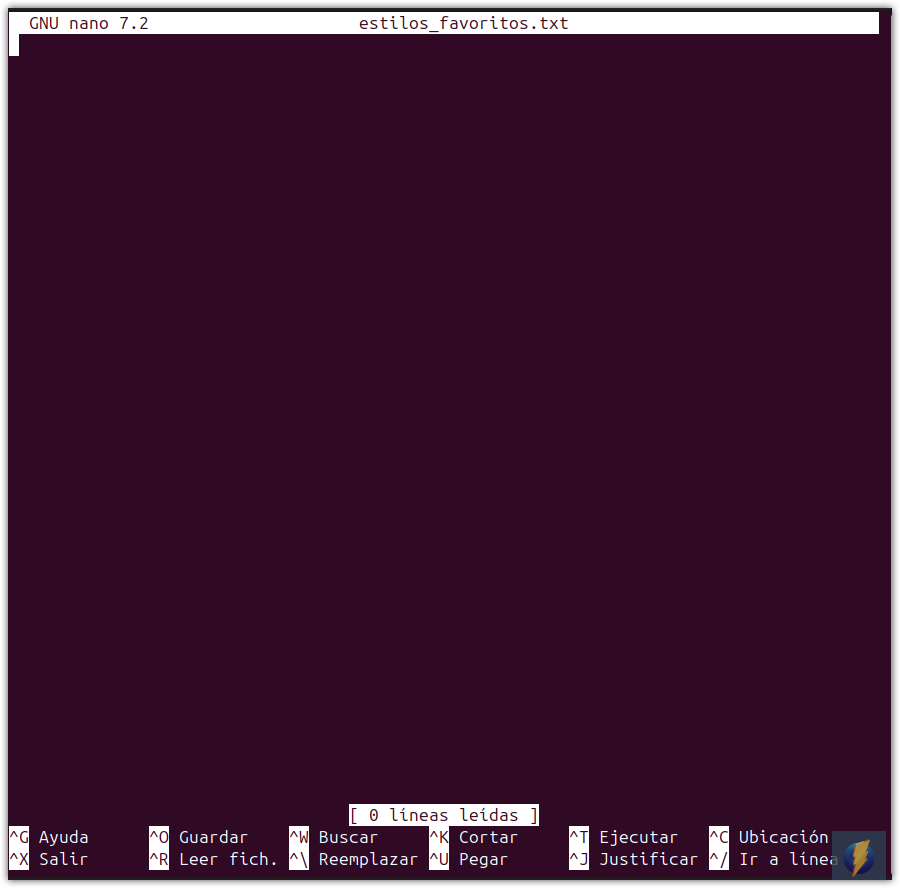 GNU nano 7.2 estilos_favoritos.txt
[ 0 líneas leídas ]
^G Ayuda ^O Guardar ^W Buscar ^K Cortar ^T Ejecutar ^C Ubicación
^X Salir ^R Leer fich. ^\ Reemplazar ^U Pegar ^J Justificar ^/ Ir a línea